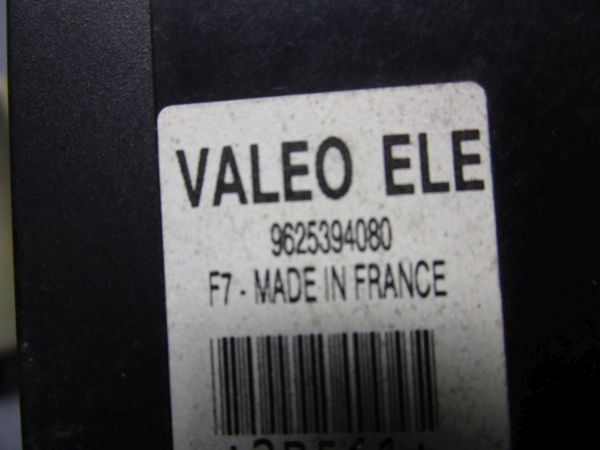 VALEO ELE
9625394080
F7 - MADE IN FRANCE